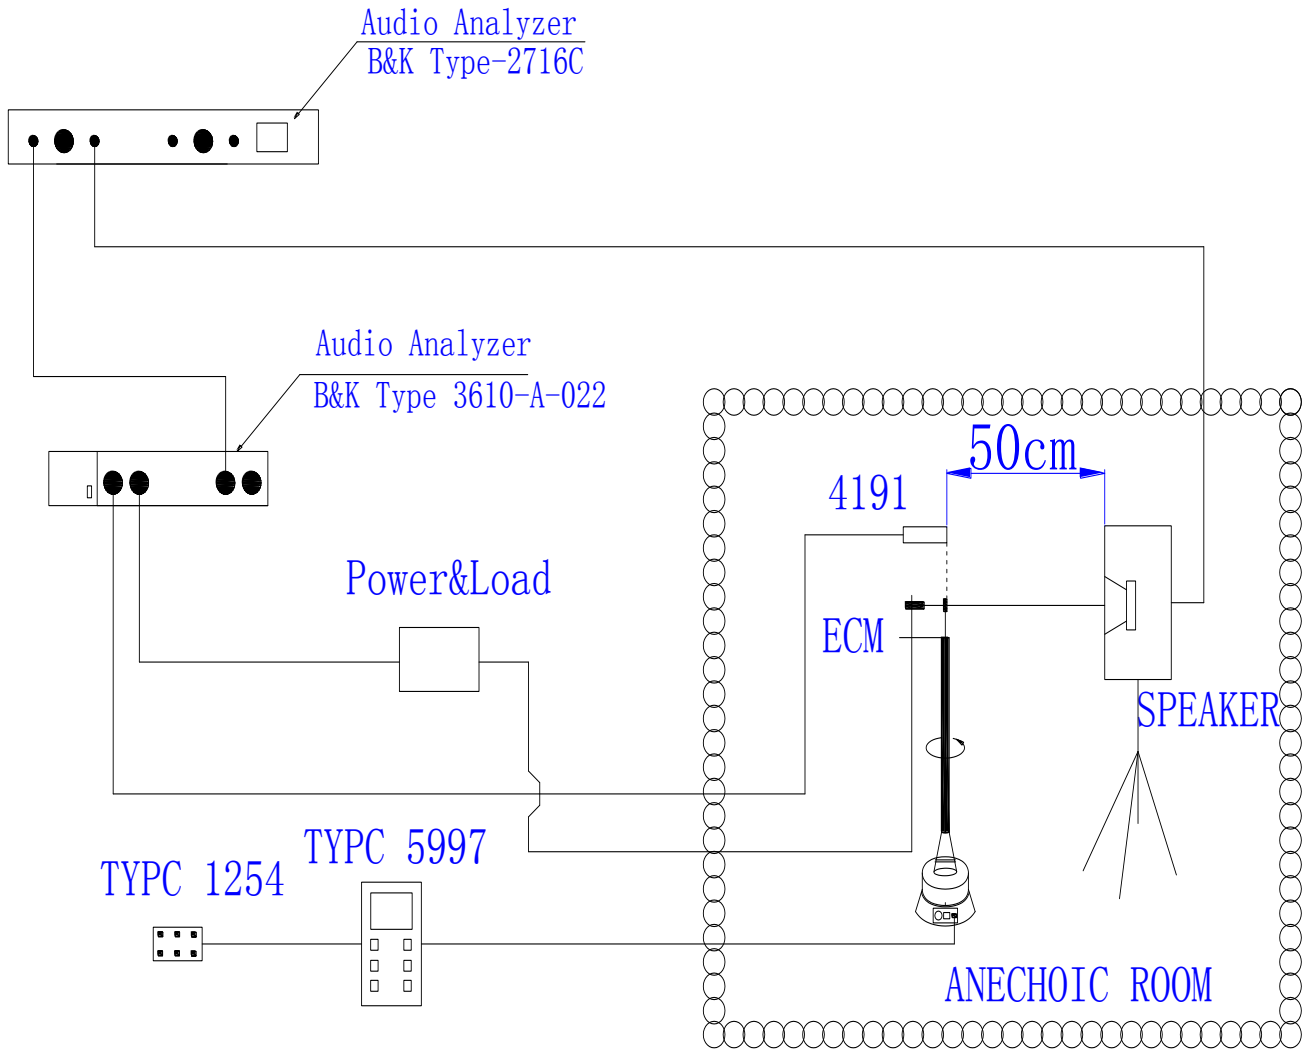 Audio Analyzer
B&K Type-2716C
Audio Analyzer
B&K Type 3610-A-022
50cm
4191
Power&Load
ECM
SPEAKER
TYPC 5997
TYPC 1254
ANECHOIC ROOM